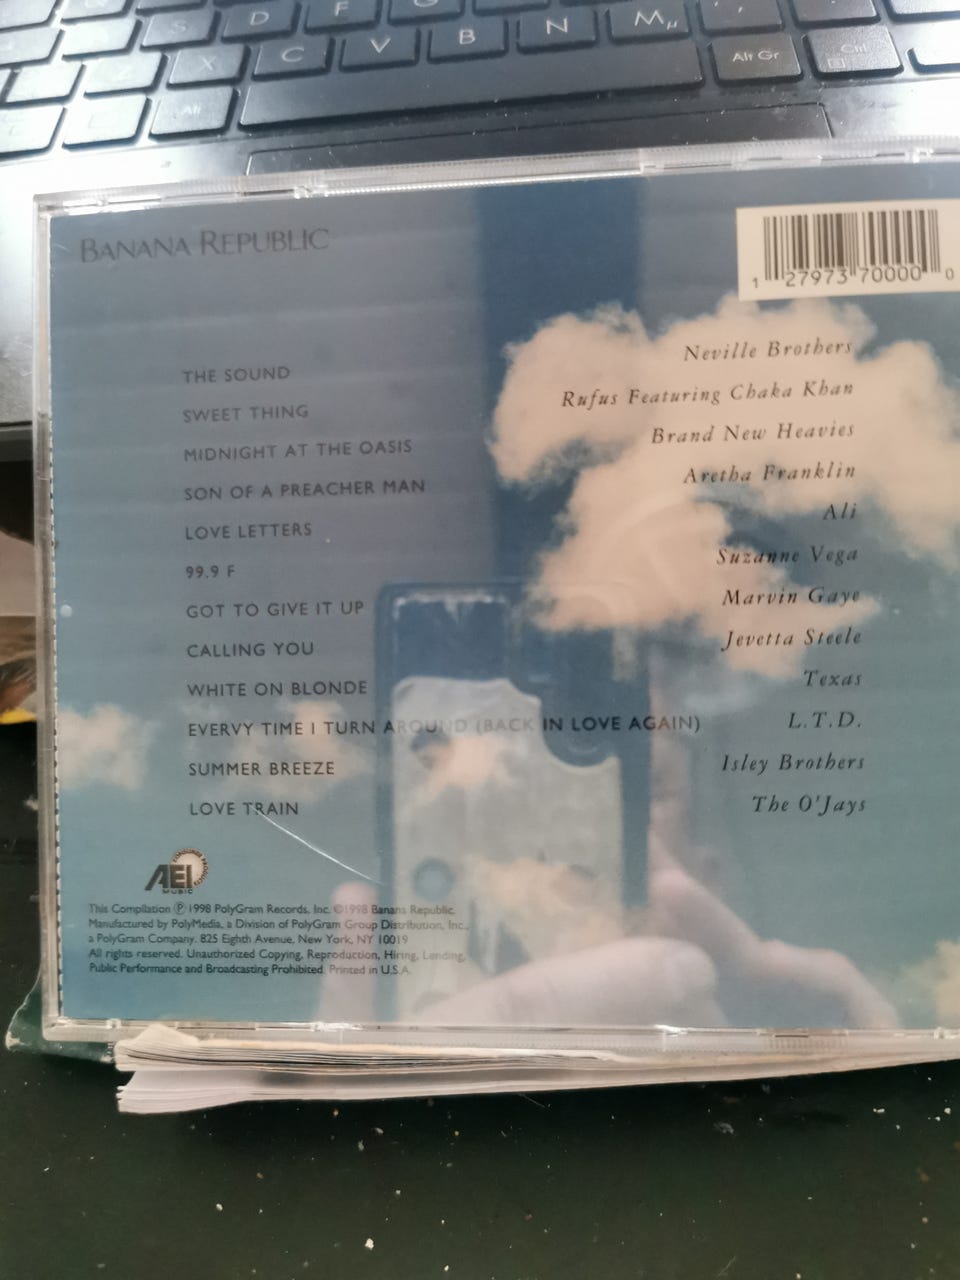 D F G
C V B N M µ
Alt Gr Ctrl
X
Alt
BANANA REPUBLIC
1 27973 70000 0
THE SOUND Neville Brothers
SWEET THING Rufus Featuring Chaka Khan
MIDNIGHT AT THE OASIS Brand New Heavies
SON OF A PREACHER MAN Aretha Franklin
LOVE LETTERS Ali
99.9 F Suzanne Vega
GOT TO GIVE IT UP Marvin Gaye
CALLING YOU Jevetta Steele
WHITE ON BLONDE Texas
EVERVY TIME I TURN AROUND (BACK IN LOVE AGAIN) L.T.D.
SUMMER BREEZE Isley Brothers
LOVE TRAIN The O'Jays
AEI
MUSIC
This Compilation ℗ 1998 PolyGram Records, Inc. ©1998 Banana Republic.
Manufactured by PolyMedia, a Division of PolyGram Group Distribution, Inc.,
a PolyGram Company. 825 Eighth Avenue, New York, NY 10019
All rights reserved. Unauthorized Copying, Reproduction, Hiring, Lending,
Public Performance and Broadcasting Prohibited. Printed in U.S.A.